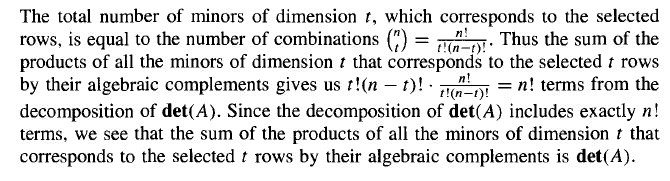 The total number of minors of dimension t, which corresponds to the selected
rows, is equal to the number of combinations (n t) = n!/t!(n−t)!. Thus the sum of the
products of all the minors of dimension t that corresponds to the selected t rows
by their algebraic complements gives us t!(n − t)! · n!/t!(n−t)! = n! terms from the
decomposition of det(A). Since the decomposition of det(A) includes exactly n!
terms, we see that the sum of the products of all the minors of dimension t that
corresponds to the selected t rows by their algebraic complements is det(A).